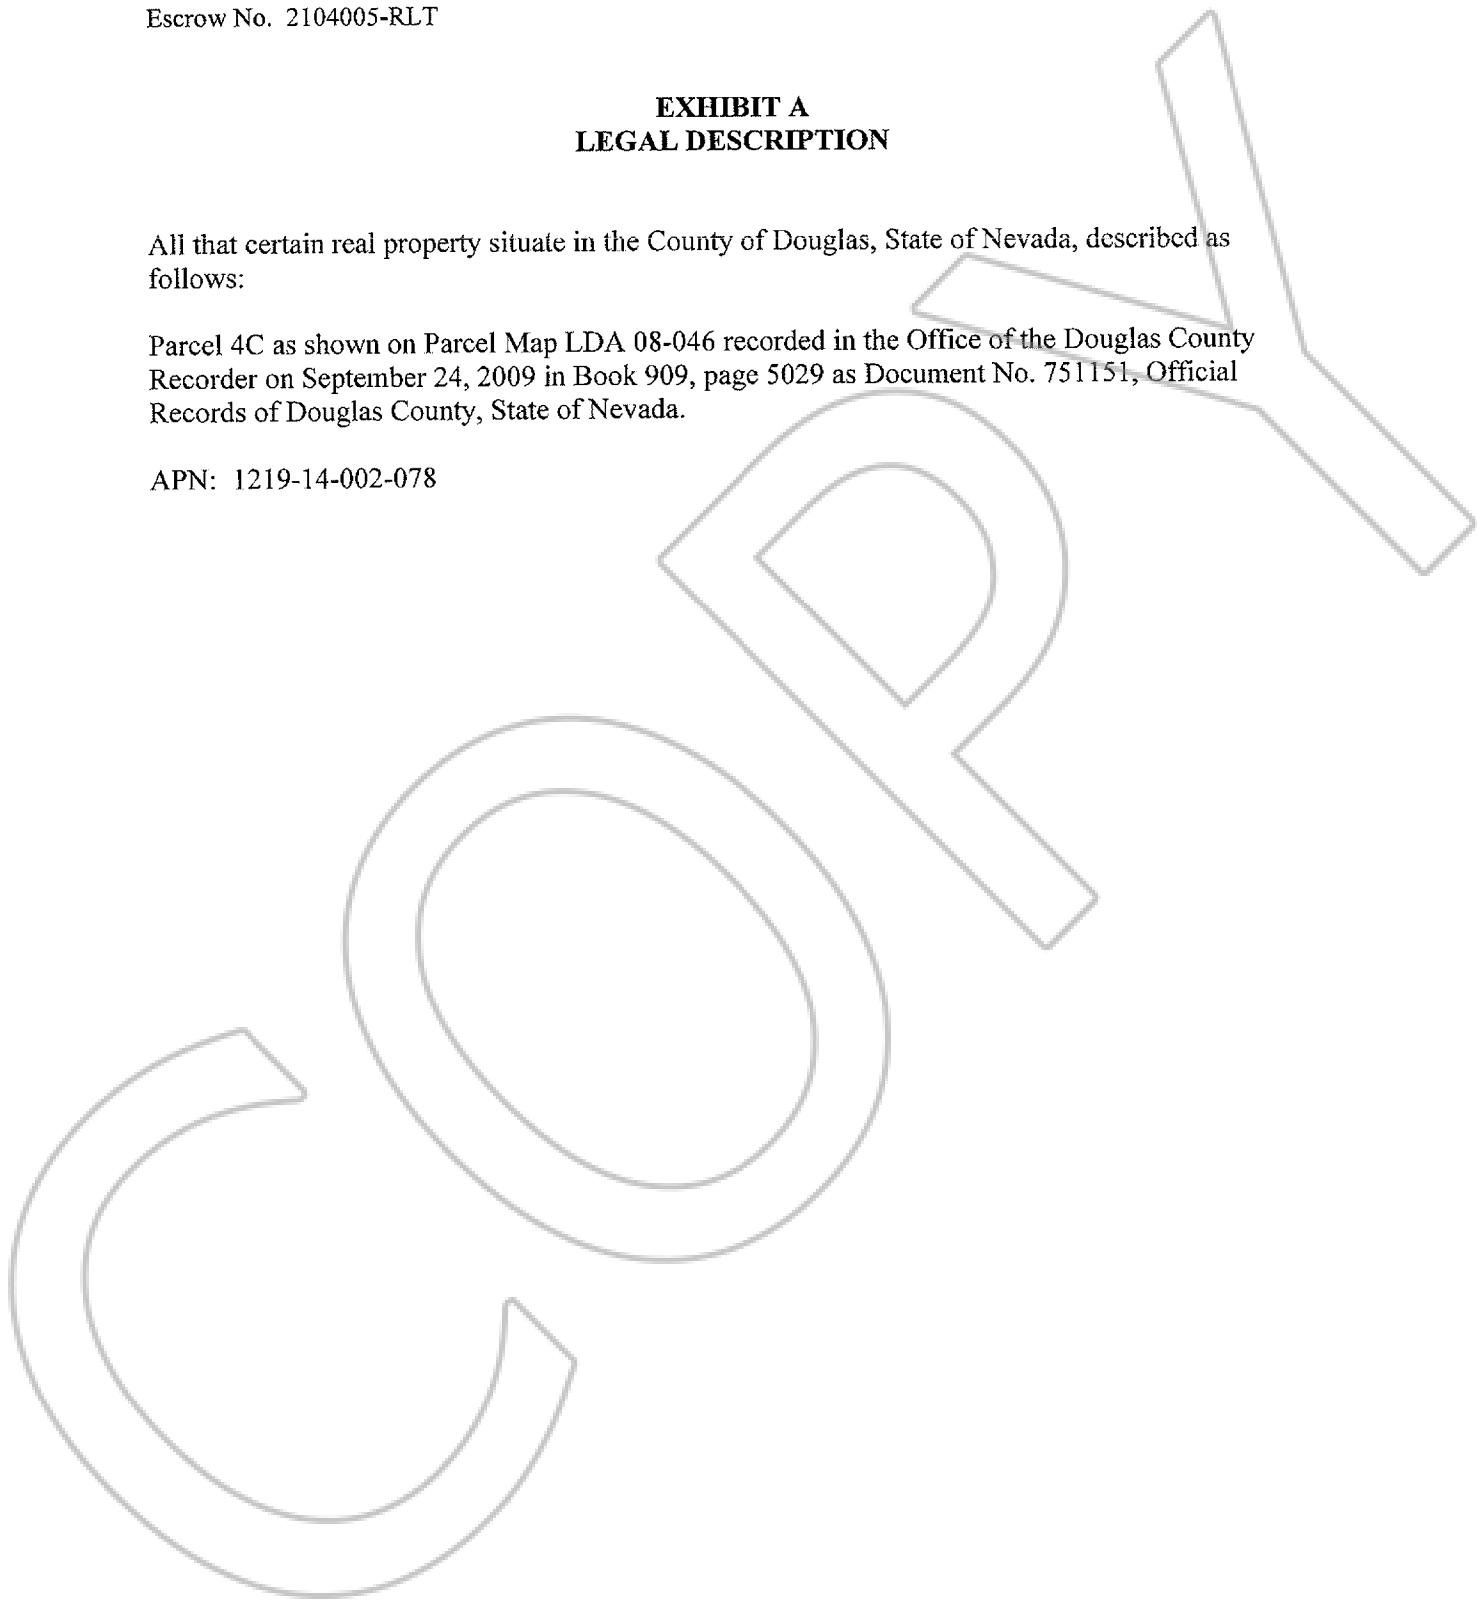 Escrow No. 2104005-RLT
EXHIBIT A
LEGAL DESCRIPTION
All that certain real property situate in the County of Douglas, State of Nevada, described as
follows:
Parcel 4C as shown on Parcel Map LDA 08-046 recorded in the Office of the Douglas County
Recorder on September 24, 2009 in Book 909, page 5029 as Document No. 751151, Official
Records of Douglas County, State of Nevada.
APN: 1219-14-002-078
COPY